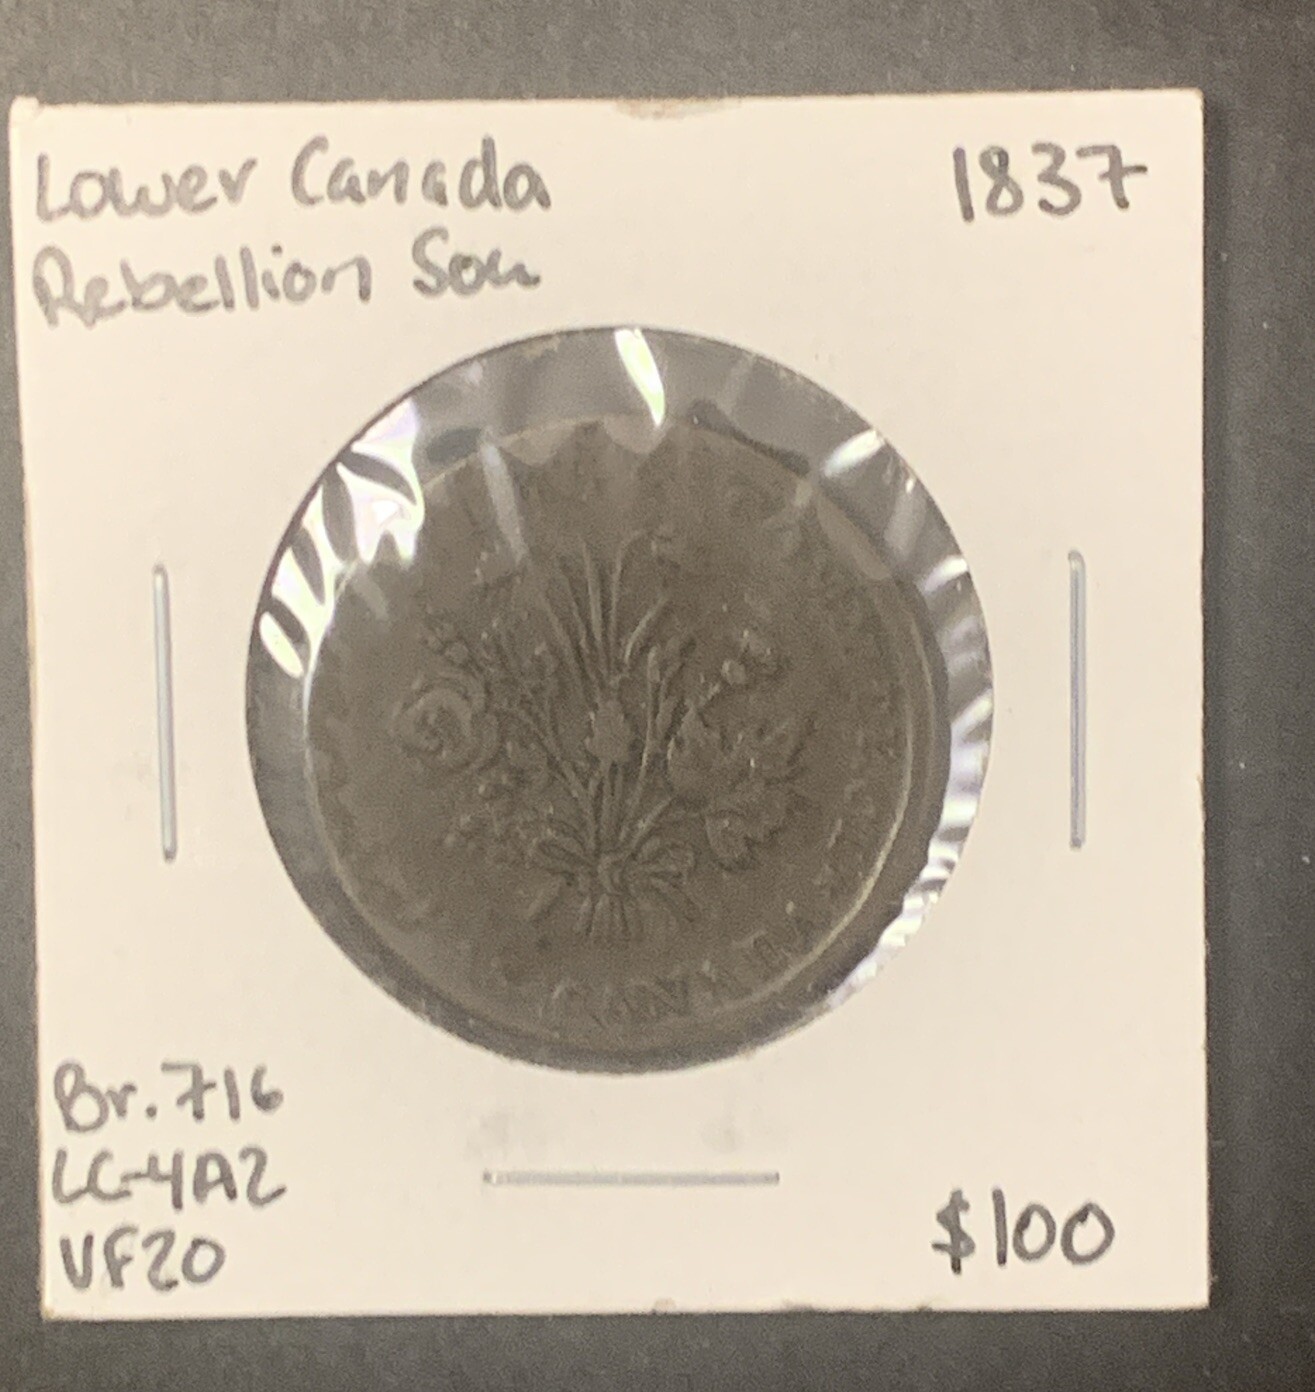 Lower Canada
Rebellion Sou
1837
Br. 716
LC-4A2
VF20
$100